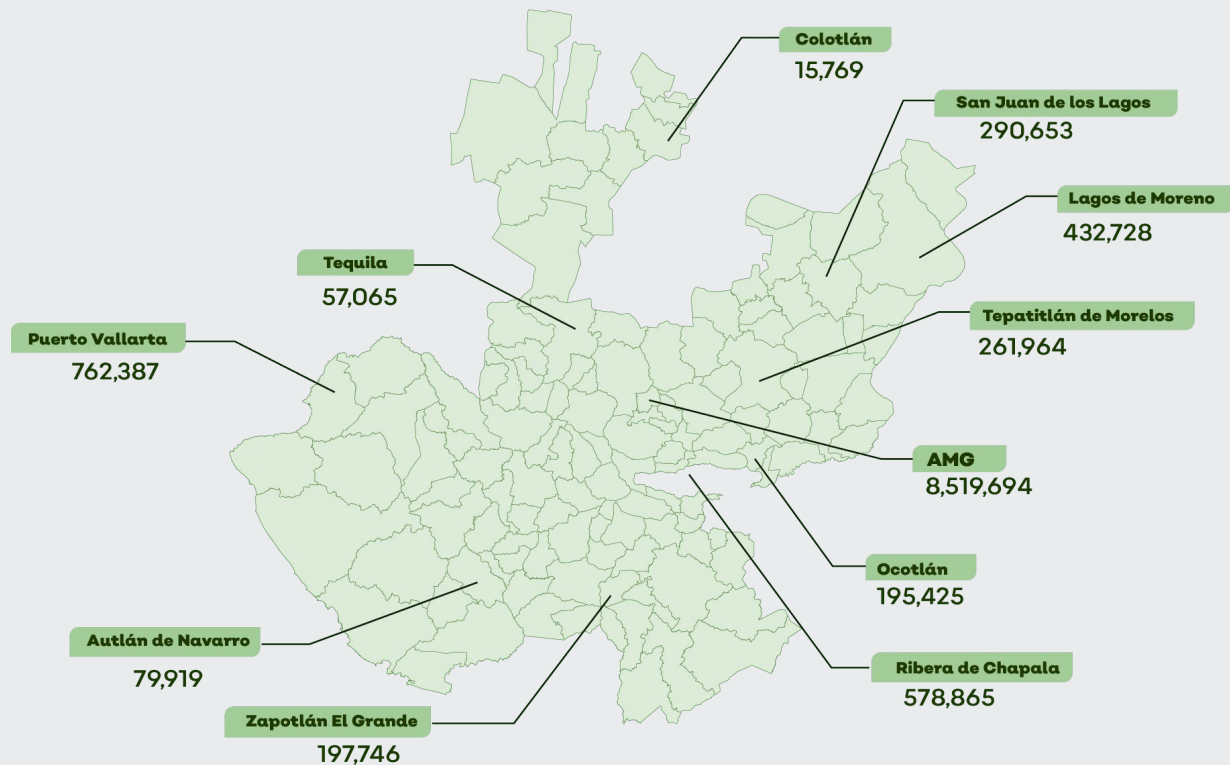 Colotlán
15,769
San Juan de los Lagos
290,653
Lagos de Moreno
432,728
Tequila
57,065
Tepatitlán de Morelos
261,964
Puerto Vallarta
762,387
AMG
8,519,694
Ocotlán
195,425
Autlán de Navarro
79,919
Ribera de Chapala
578,865
Zapotlán El Grande
197,746